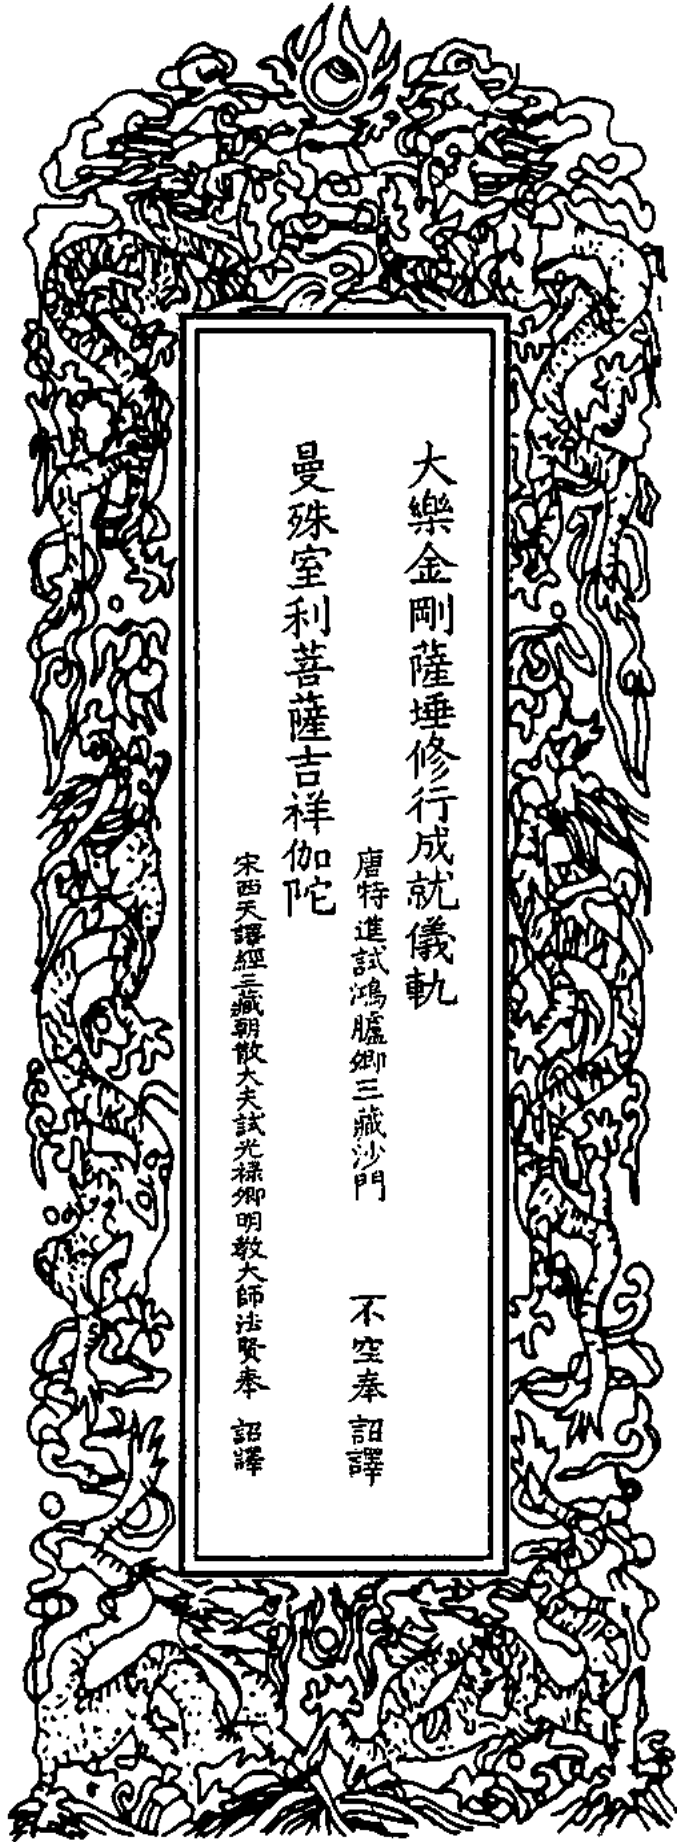 大樂金剛薩埵修行成就儀軌
唐特進試鴻臚卿三藏沙門 不空奉 詔譯
曼殊室利菩薩吉祥伽陀
宋西天譯經三藏朝散大夫試光祿卿明教大師法賢奉 詔譯